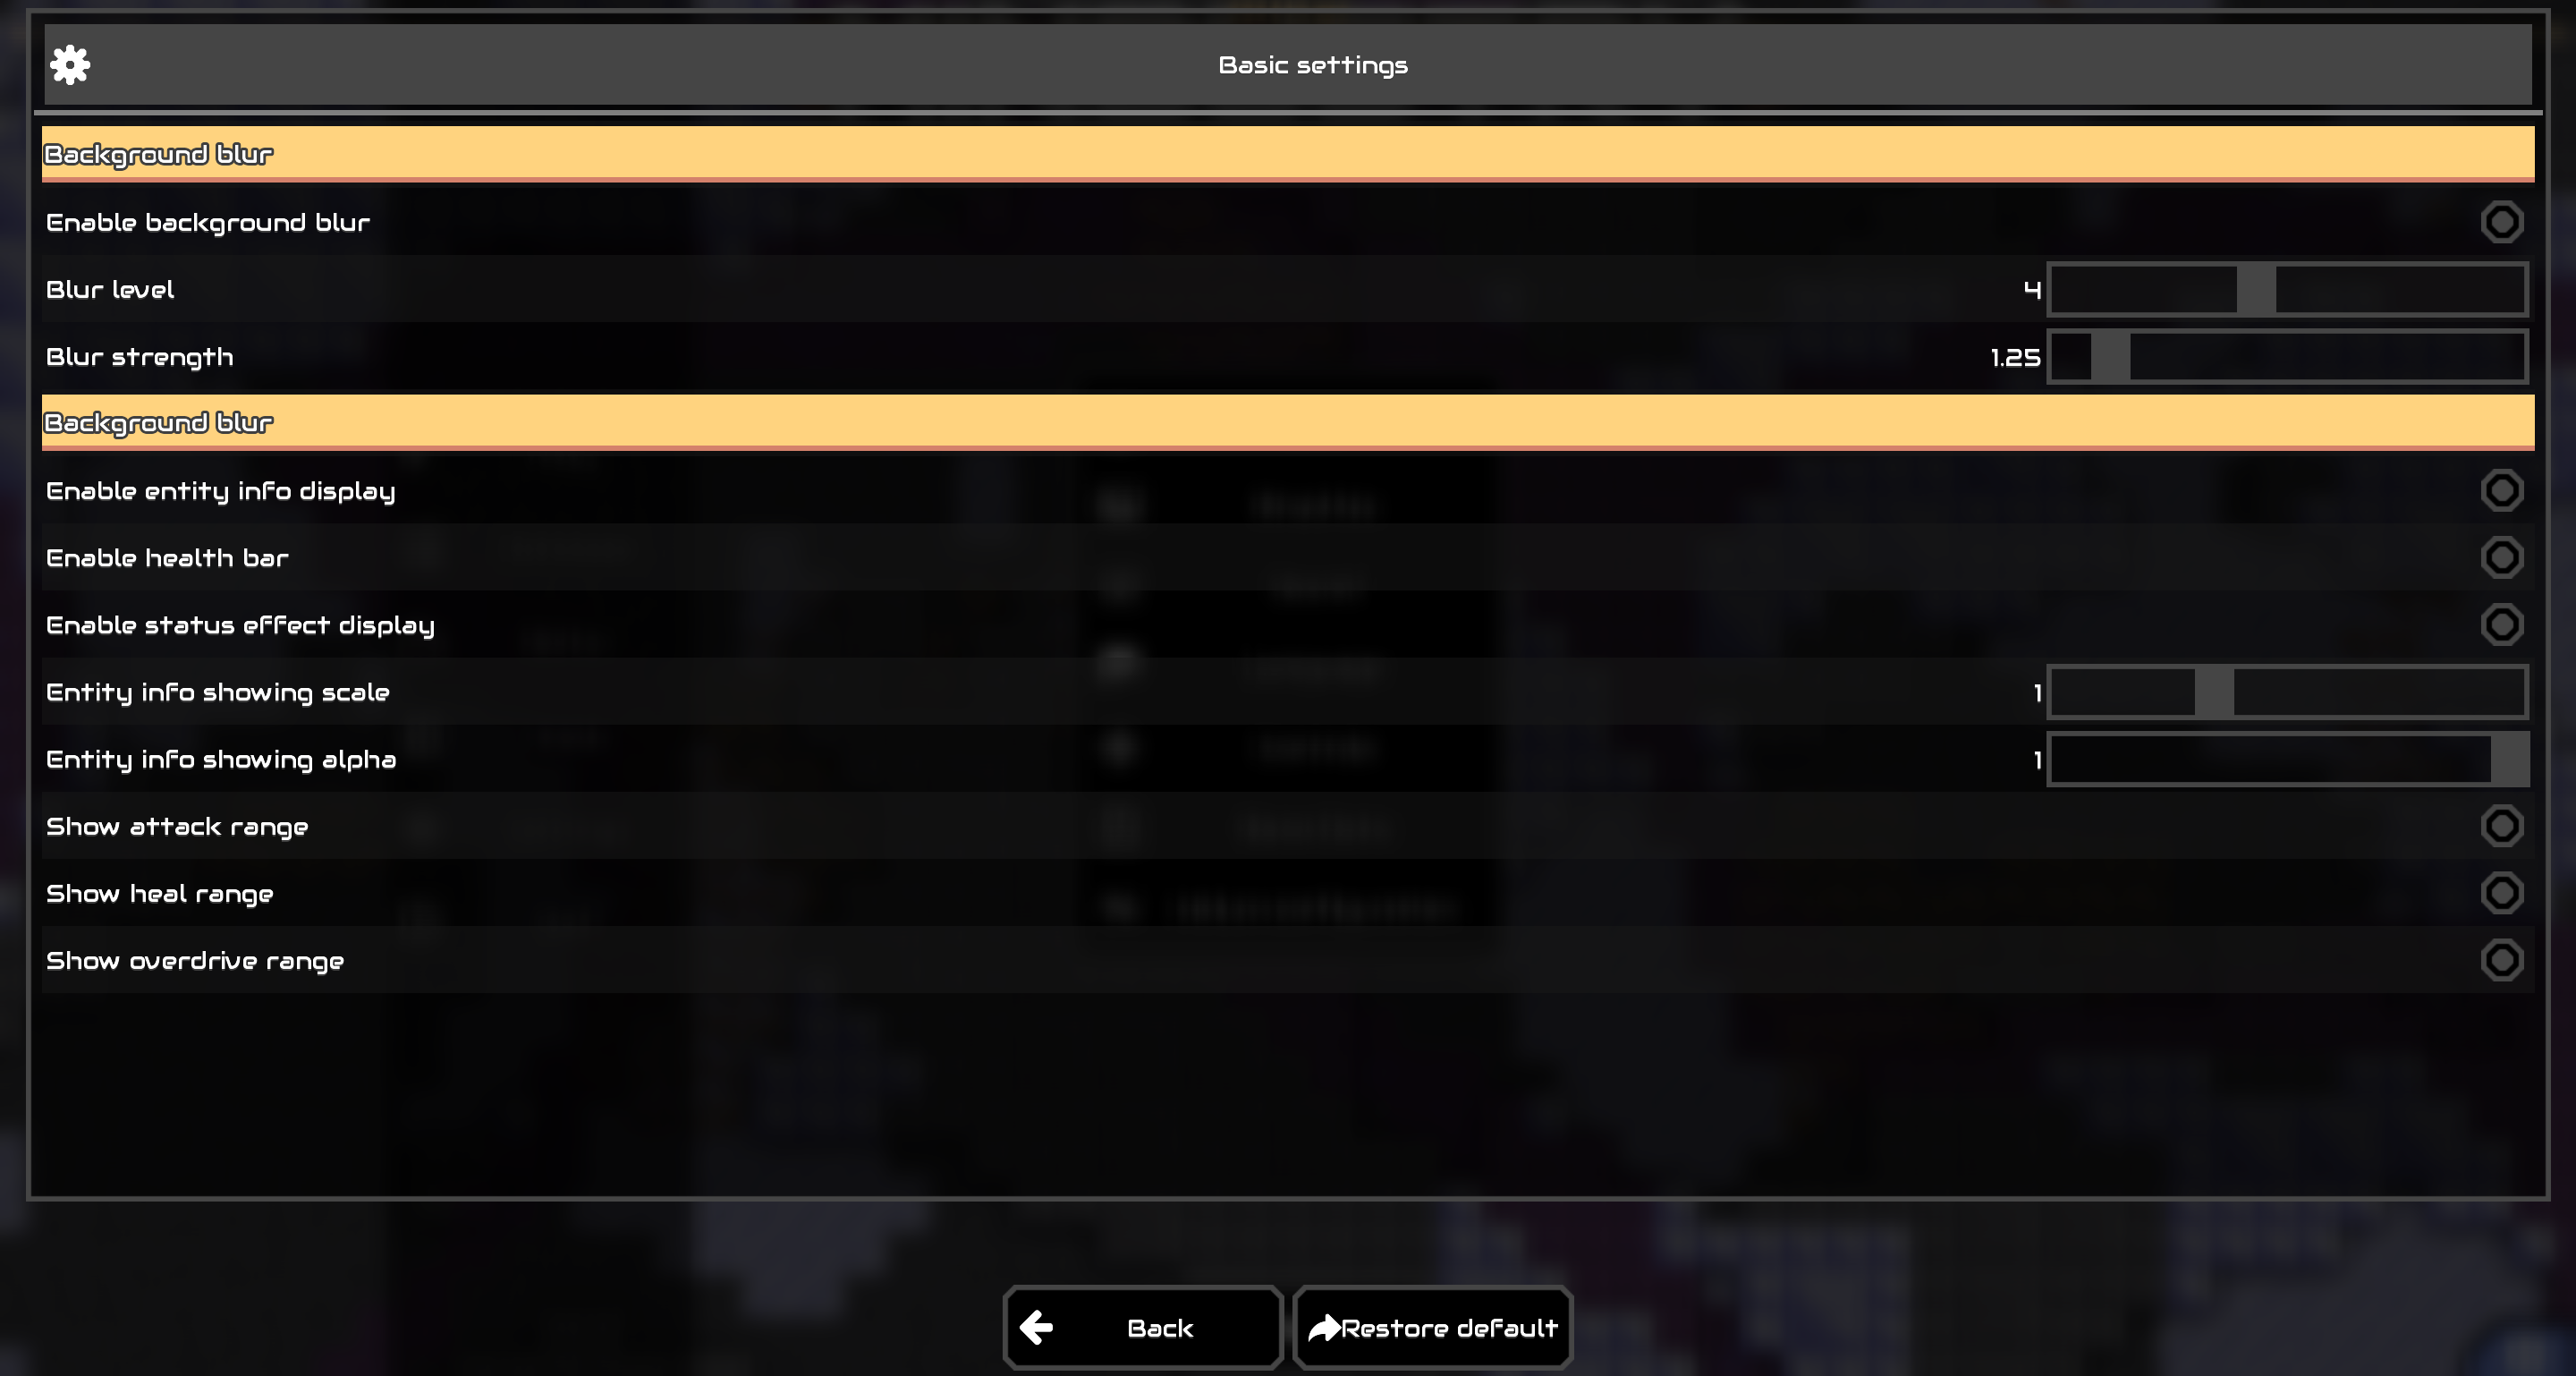 Basic settings
Background blur
Enable background blur
Blur level 4
Blur strength 1.25
Background blur
Enable entity info display
Enable health bar
Enable status effect display
Entity info showing scale 1
Entity info showing alpha 1
Show attack range
Show heal range
Show overdrive range
Back Restore default